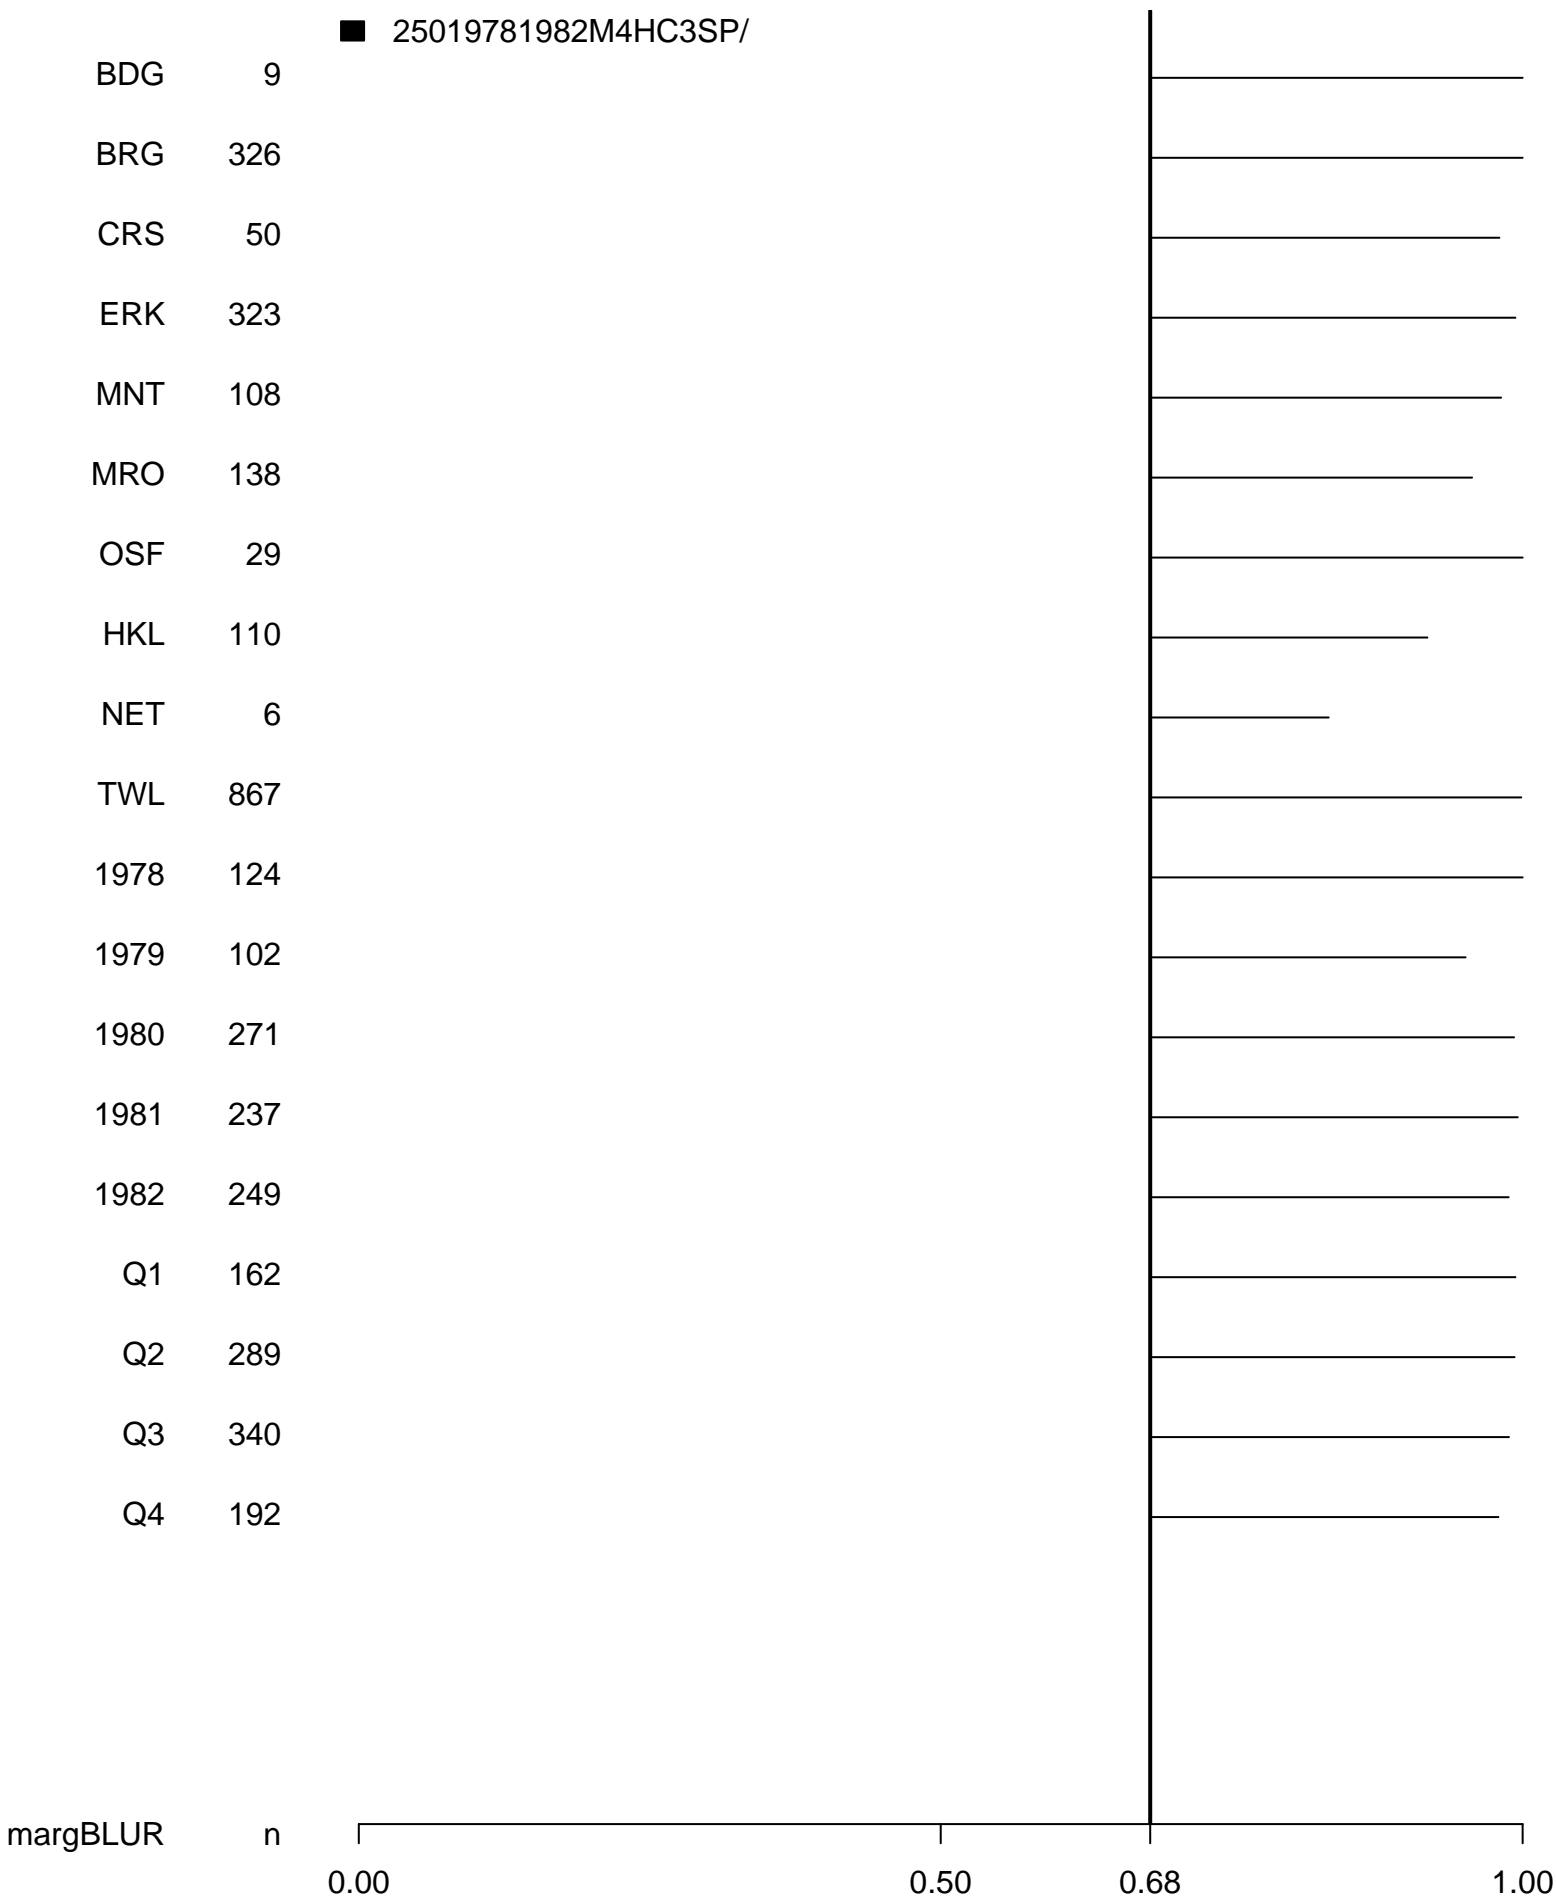 25019781982M4HC3SP/
BDG 9
BRG 326
CRS 50
ERK 323
MNT 108
MRO 138
OSF 29
HKL 110
NET 6
TWL 867
1978 124
1979 102
1980 271
1981 237
1982 249
Q1 162
Q2 289
Q3 340
Q4 192
margBLUR n
0.00 0.50 0.68 1.00